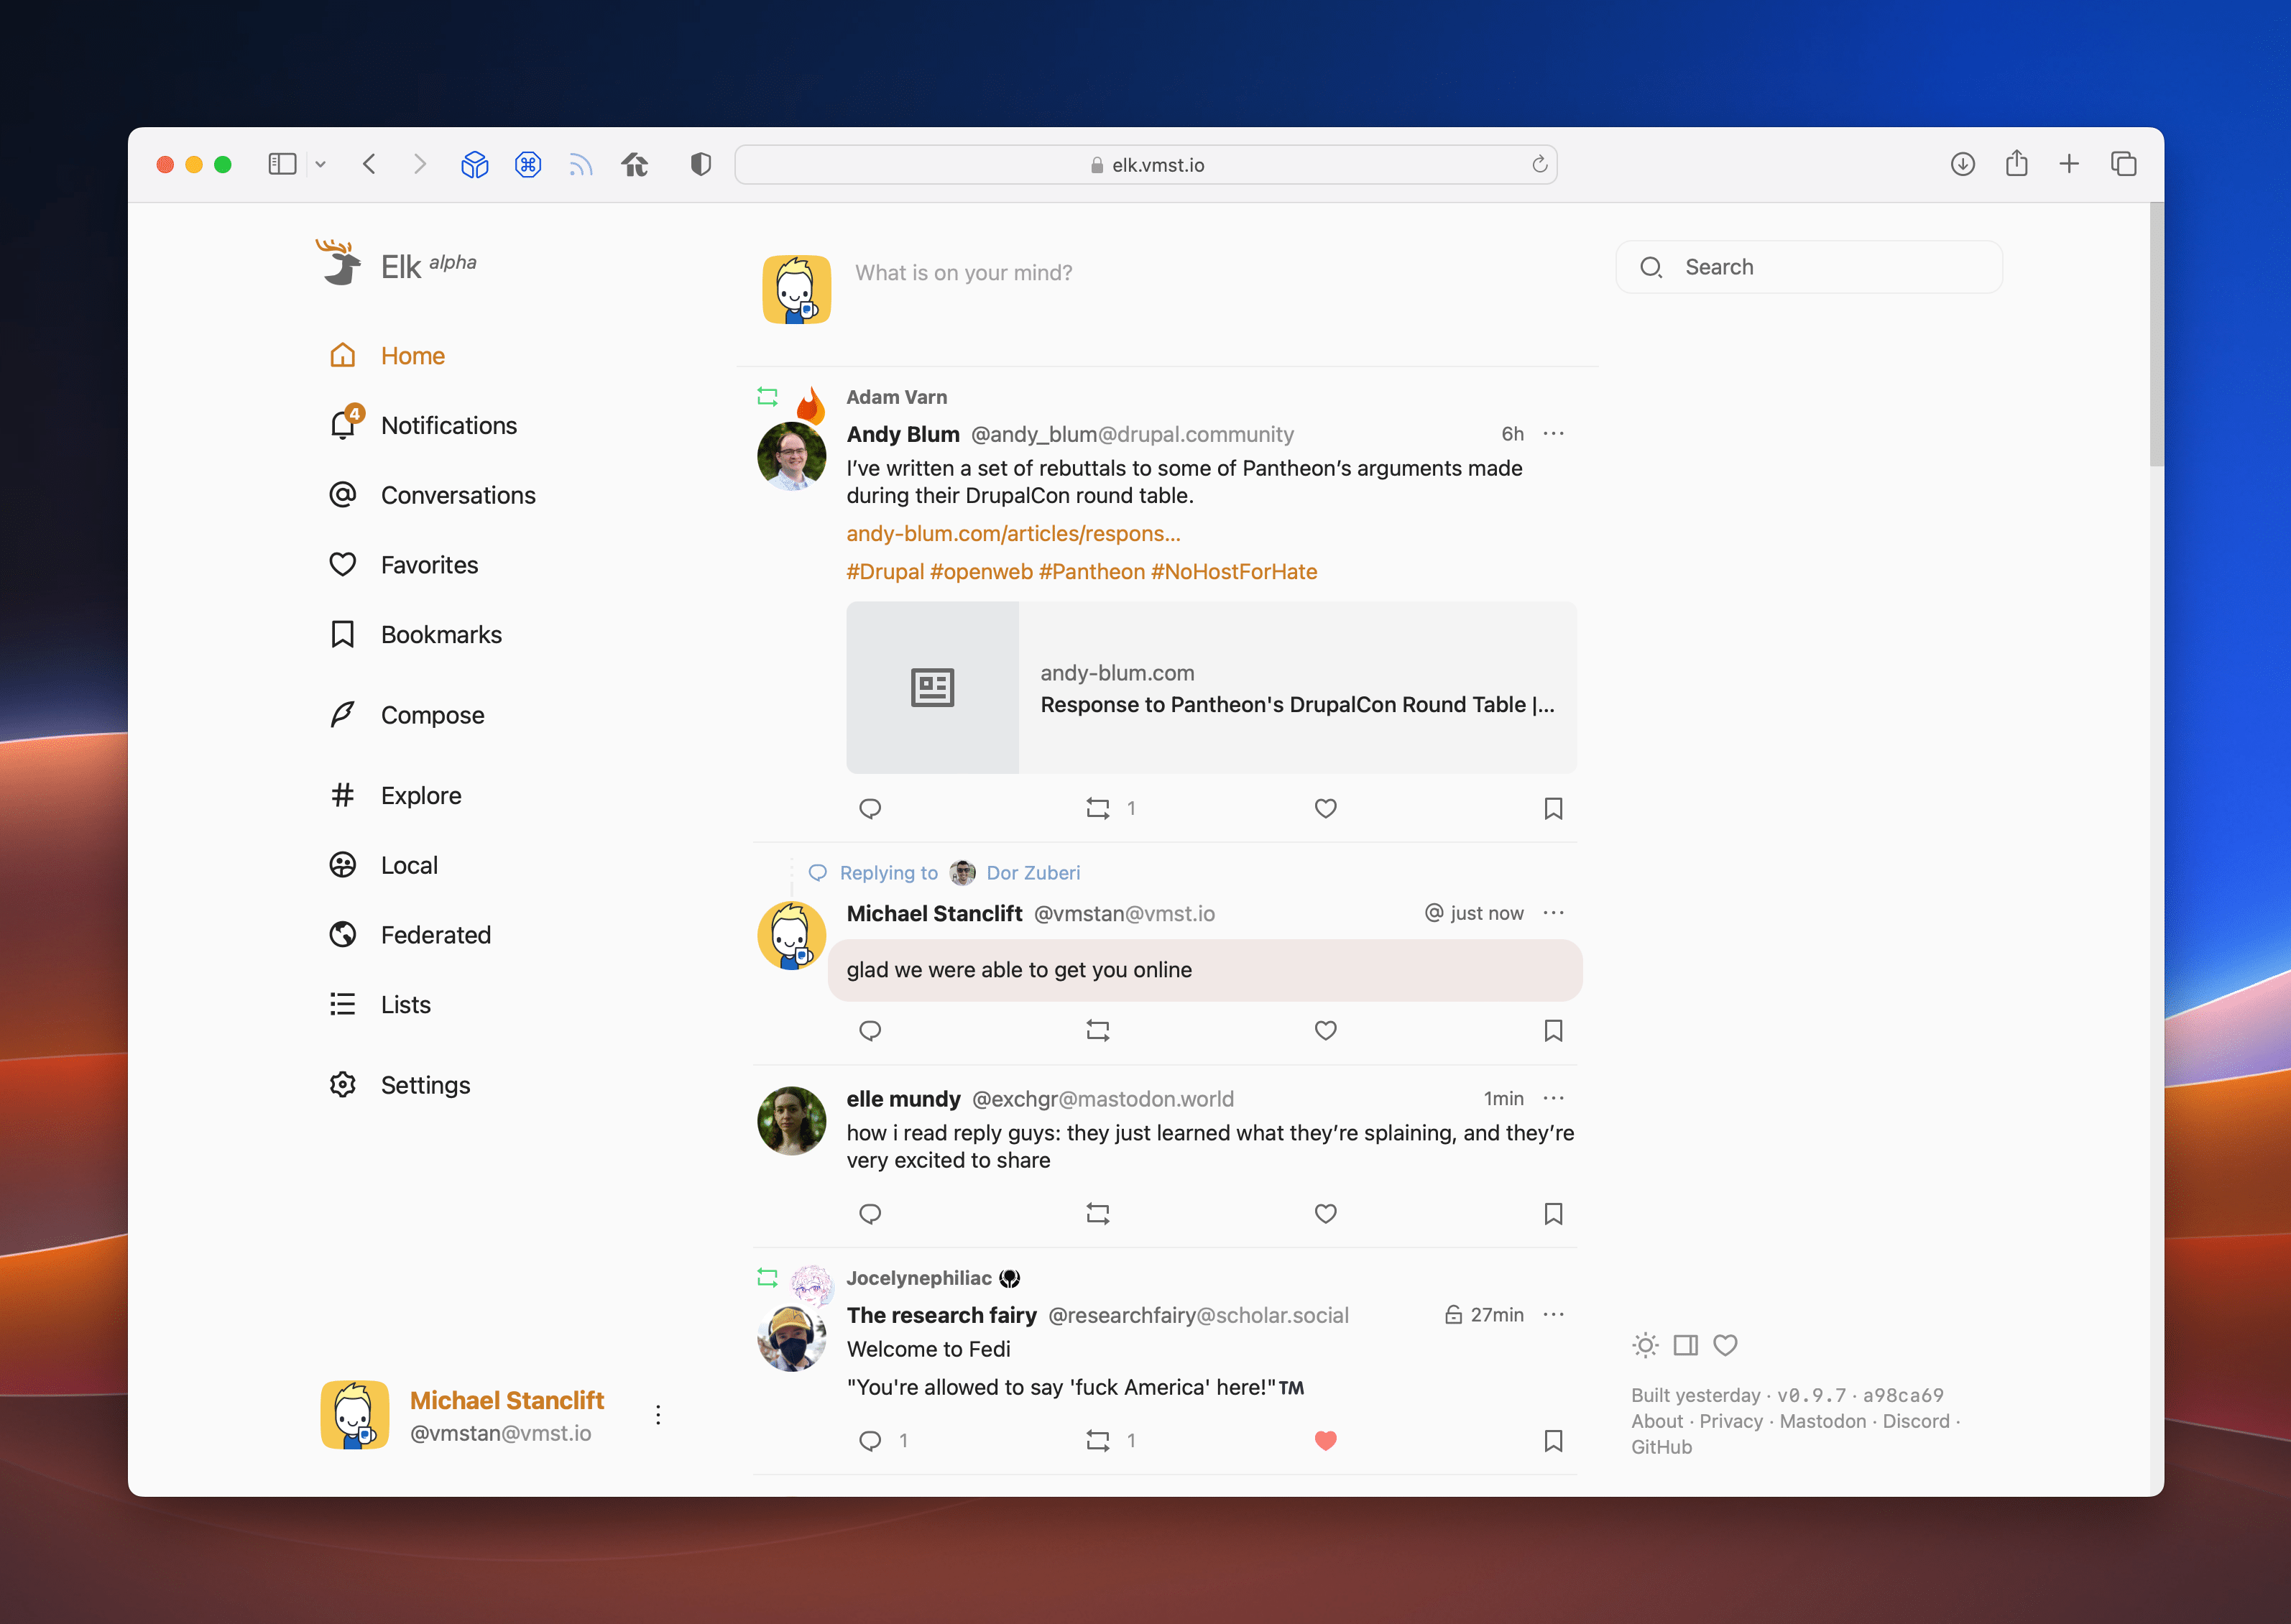 elk.vmst.io
Elk alpha
Home
4
Notifications
Conversations
Favorites
Bookmarks
Compose
Explore
Local
Federated
Lists
Settings
Michael Stanclift
@vmstan@vmst.io
What is on your mind?
Adam Varn
Andy Blum @andy_blum@drupal.community 6h
I’ve written a set of rebuttals to some of Pantheon’s arguments made
during their DrupalCon round table.
andy-blum.com/articles/respons...
#Drupal #openweb #Pantheon #NoHostForHate
andy-blum.com
Response to Pantheon's DrupalCon Round Table |...
1
Replying to Dor Zuberi
Michael Stanclift @vmstan@vmst.io @ just now
glad we were able to get you online
elle mundy @exchgr@mastodon.world 1min
how i read reply guys: they just learned what they’re splaining, and they’re
very excited to share
Jocelynephiliac
The research fairy @researchfairy@scholar.social 27min
Welcome to Fedi
"You're allowed to say 'fuck America' here!"™
1 1
Search
Built yesterday · v0.9.7 · a98ca69
About · Privacy · Mastodon · Discord ·
GitHub